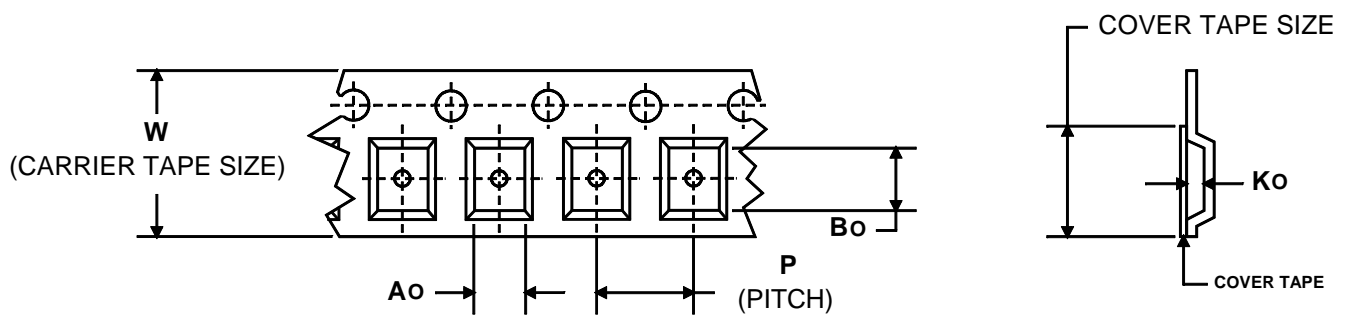 COVER TAPE SIZE
W
(CARRIER TAPE SIZE)
Ko
Bo
P
Ao
(PITCH)
COVER TAPE